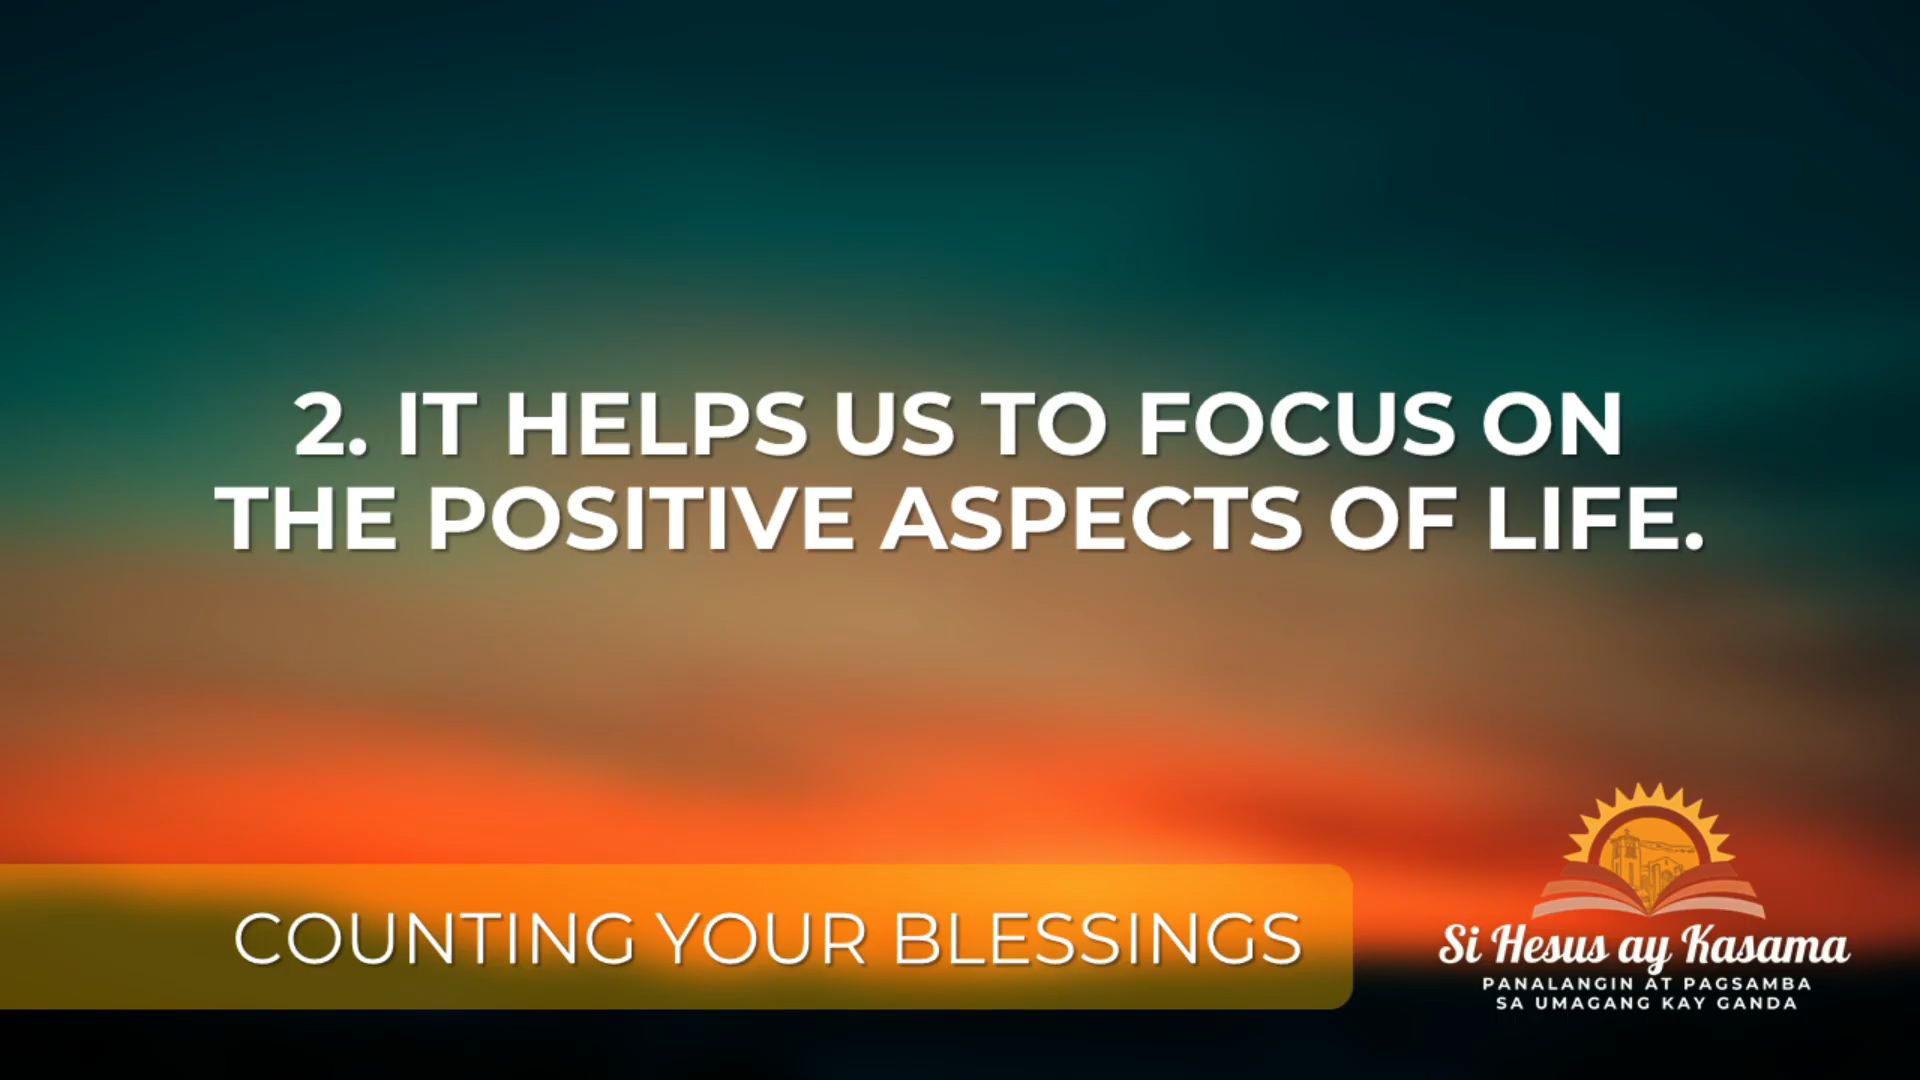 2. IT HELPS US TO FOCUS ON
THE POSITIVE ASPECTS OF LIFE.
COUNTING YOUR BLESSINGS
Si Hesus ay Kasama
PANALANGIN AT PAGSAMBA
SA UMAGANG KAY GANDA